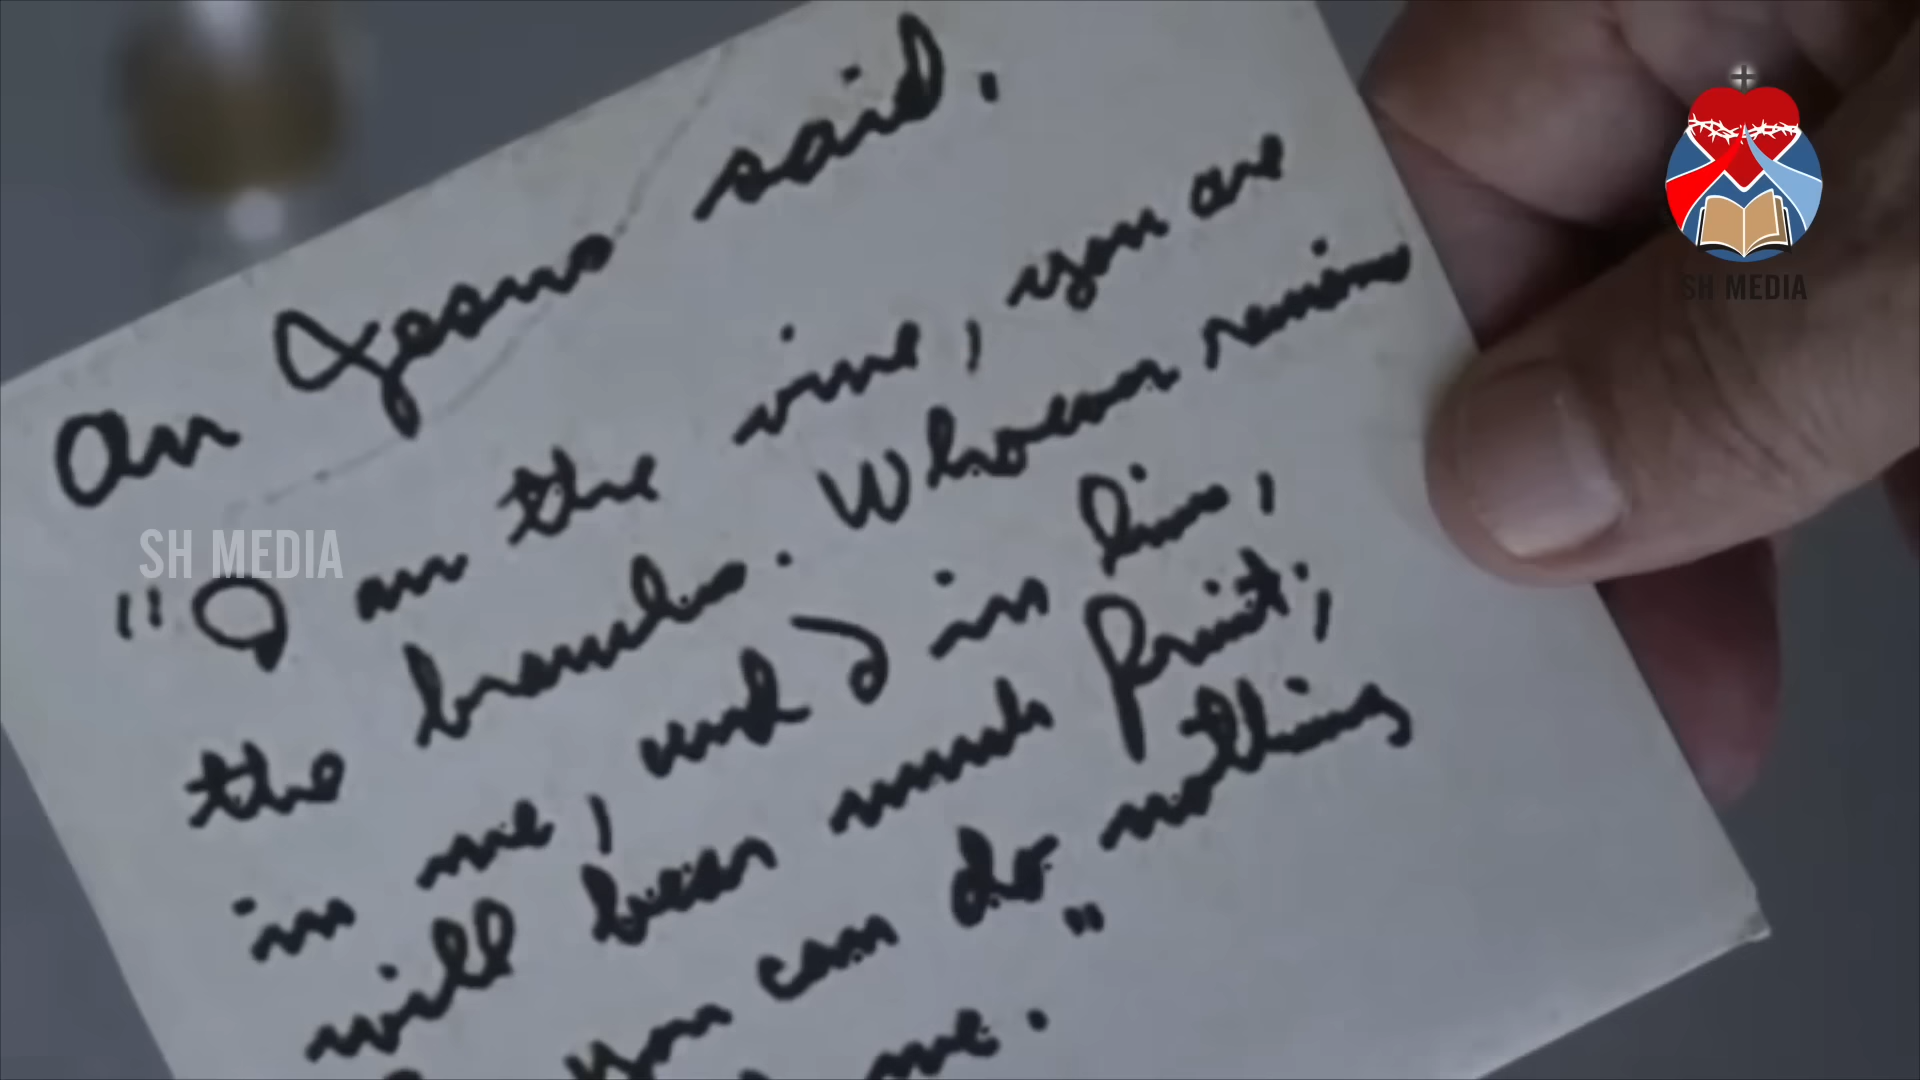 as Jesus said,
"I am the vine, you are
the branches. Whoever remains
in me, and I in him,
will bear much fruit;
you can do nothing
me."
SH MEDIA
SH MEDIA